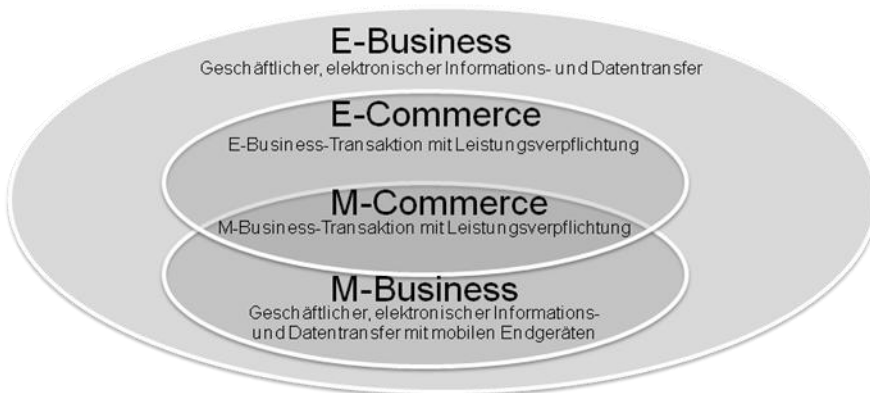 E-Business
Geschäftlicher, elektronischer Informations- und Datentransfer
E-Commerce
E-Business-Transaktion mit Leistungsverpflichtung
M-Commerce
M-Business-Transaktion mit Leistungsverpflichtung
M-Business
Geschäftlicher, elektronischer Informations-
und Datentransfer mit mobilen Endgeräten